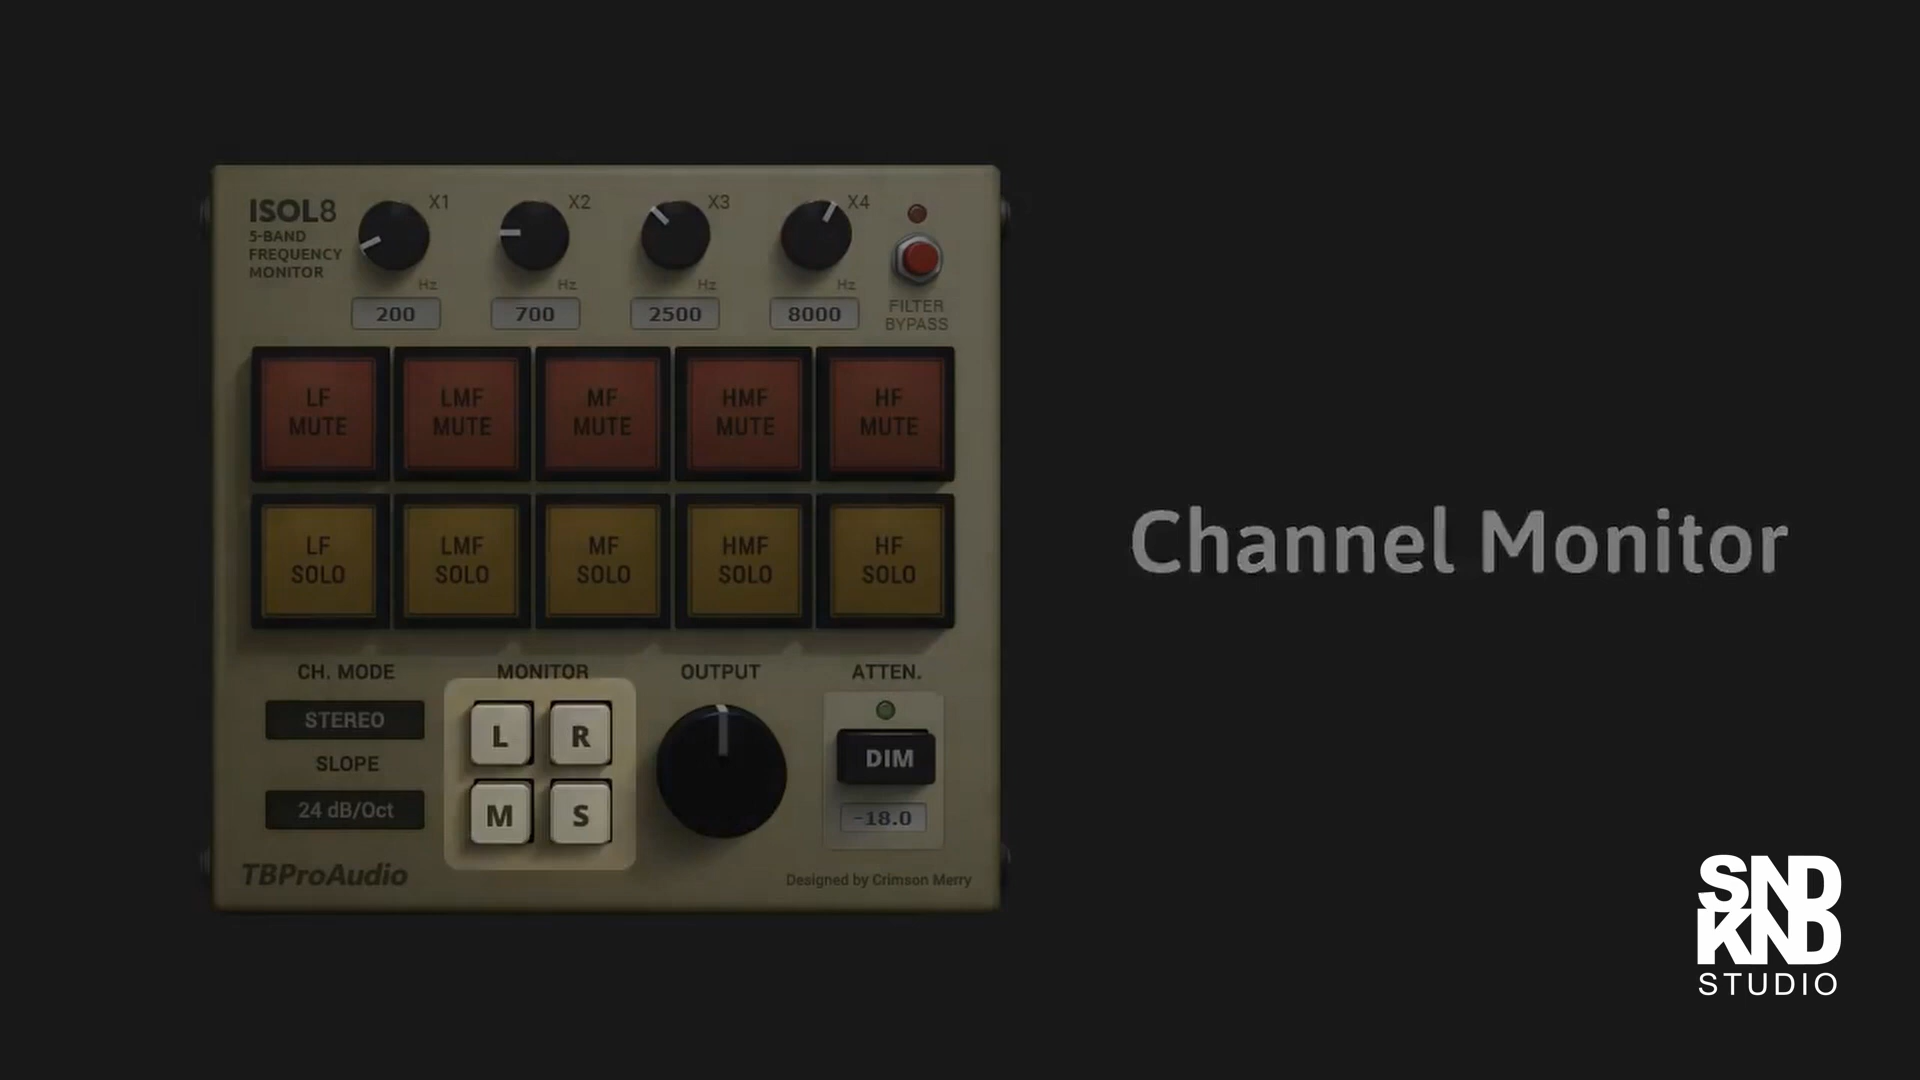 ISOL8
5-BAND
FREQUENCY
MONITOR
X1
X2
X3
X4
Hz
Hz
Hz
Hz
200
700
2500
8000
FILTER
BYPASS
LF
MUTE
LMF
MUTE
MF
MUTE
HMF
MUTE
HF
MUTE
LF
SOLO
LMF
SOLO
MF
SOLO
HMF
SOLO
HF
SOLO
CH. MODE
MONITOR
OUTPUT
ATTEN.
STEREO
SLOPE
24 dB/Oct
L
R
M
S
DIM
-18.0
TBProAudio
Designed by Crimson Merry
Channel Monitor
SND
KND
STUDIO